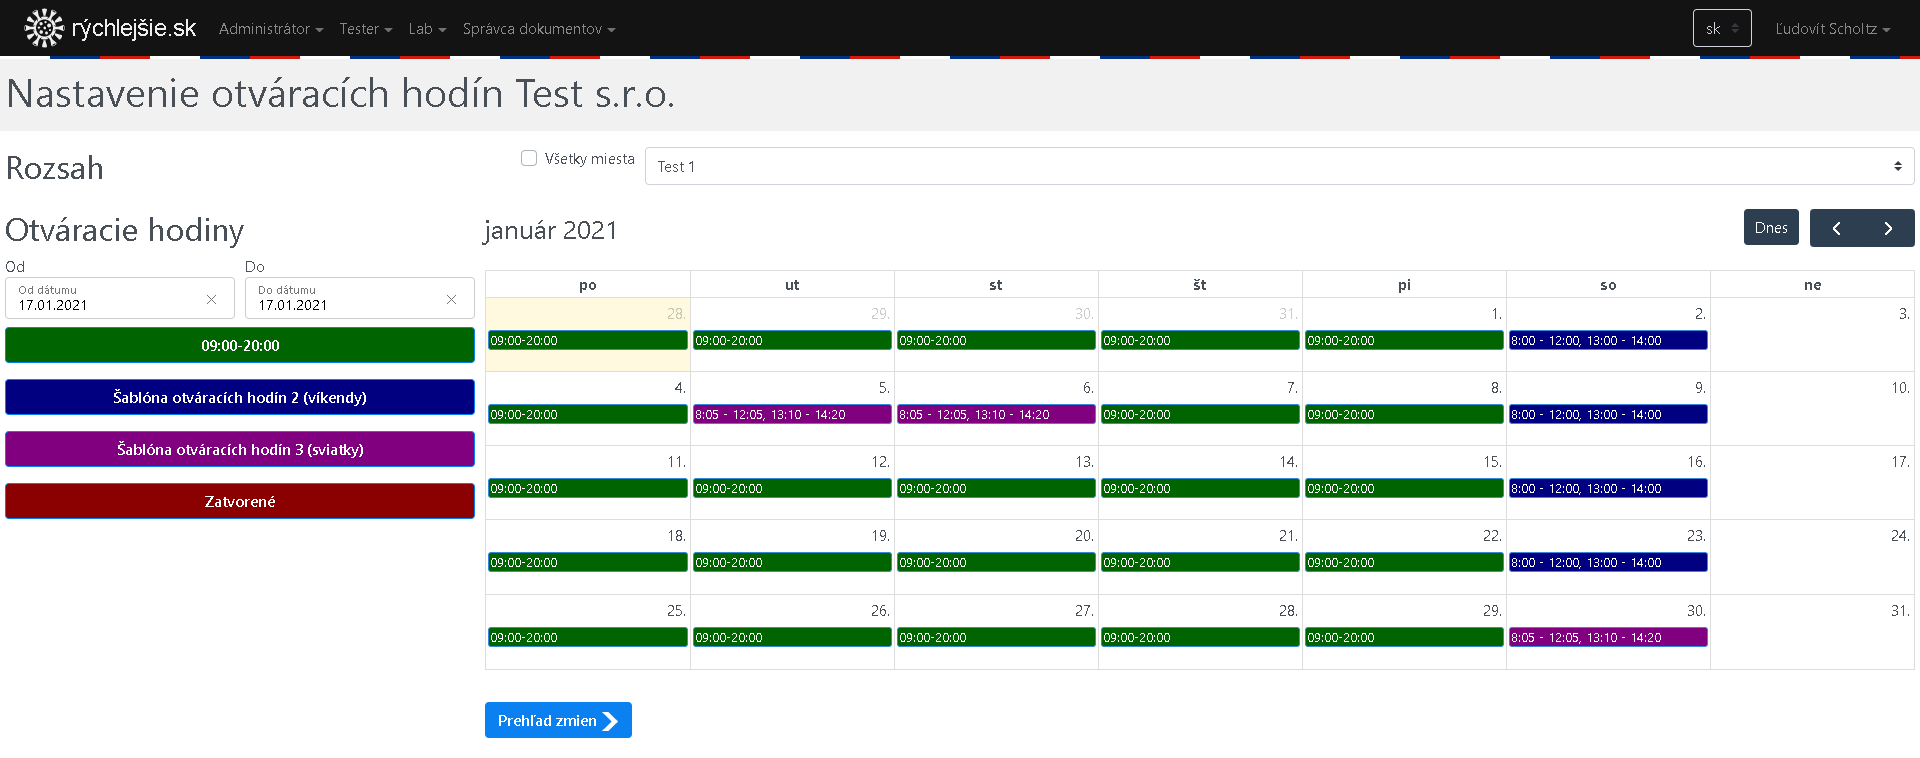 rýchlejšie.sk Administrátor Tester Lab Správca dokumentov sk Ľudovít Scholtz
Nastavenie otváracích hodín Test s.r.o.
Rozsah
Všetky miesta Test 1
Otváracie hodiny
Od Do
Od dátumu Do dátumu
17.01.2021 17.01.2021
09:00-20:00
Šablóna otváracích hodín 2 (víkendy)
Šablóna otváracích hodín 3 (sviatky)
Zatvorené
január 2021 Dnes
po ut st št pi so ne
28. 29. 30. 31. 1. 2. 3.
09:00-20:00 09:00-20:00 09:00-20:00 09:00-20:00 09:00-20:00 8:00 - 12:00, 13:00 - 14:00
4. 5. 6. 7. 8. 9. 10.
09:00-20:00 8:05 - 12:05, 13:10 - 14:20 8:05 - 12:05, 13:10 - 14:20 09:00-20:00 09:00-20:00 8:00 - 12:00, 13:00 - 14:00
11. 12. 13. 14. 15. 16. 17.
09:00-20:00 09:00-20:00 09:00-20:00 09:00-20:00 09:00-20:00 8:00 - 12:00, 13:00 - 14:00
18. 19. 20. 21. 22. 23. 24.
09:00-20:00 09:00-20:00 09:00-20:00 09:00-20:00 09:00-20:00 8:00 - 12:00, 13:00 - 14:00
25. 26. 27. 28. 29. 30. 31.
09:00-20:00 09:00-20:00 09:00-20:00 09:00-20:00 09:00-20:00 8:05 - 12:05, 13:10 - 14:20
Prehľad zmien